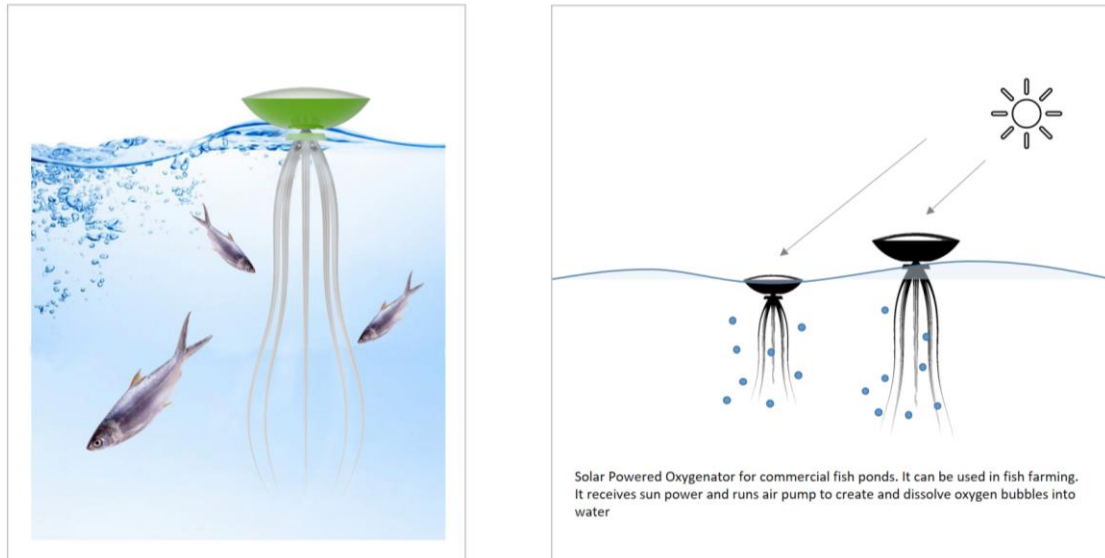 Solar Powered Oxygenator for commercial fish ponds. It can be used in fish farming.
It receives sun power and runs air pump to create and dissolve oxygen bubbles into
water